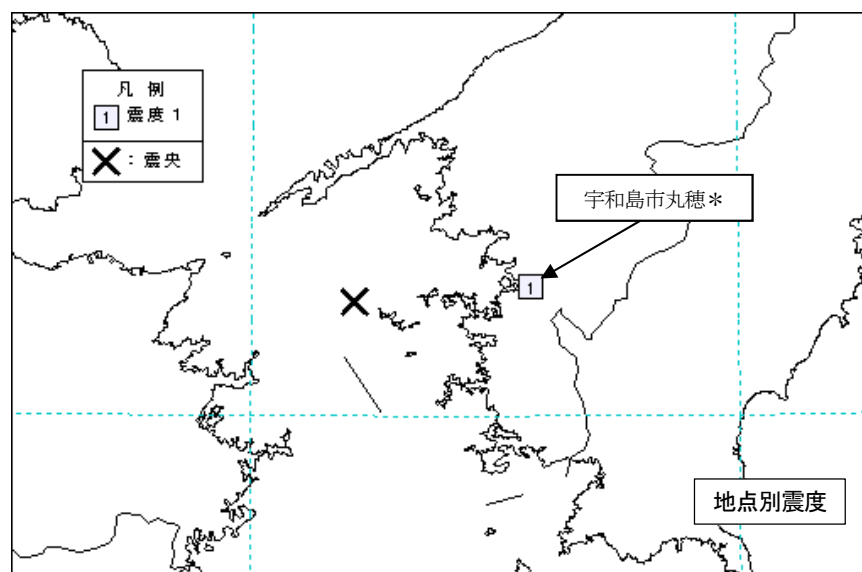 凡 例
1 震度 1
：震央
宇和島市丸穂＊
1
地点別震度